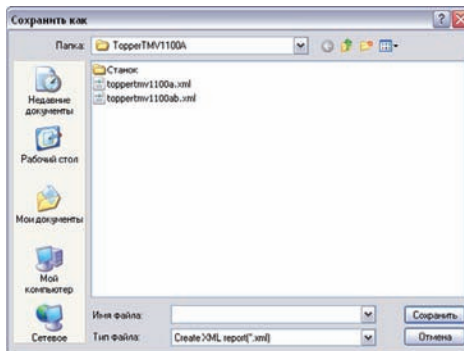 Сохранить как
Папка: TopperTMV1100A
Станок
toppertmv1100a.xml
toppertmv1100ab.xml
Недавние документы
Рабочий стол
Мои документы
Мой компьютер
Сетевое
Имя файла:
Сохранить
Тип файла: Create XML report(*.xml)
Отмена